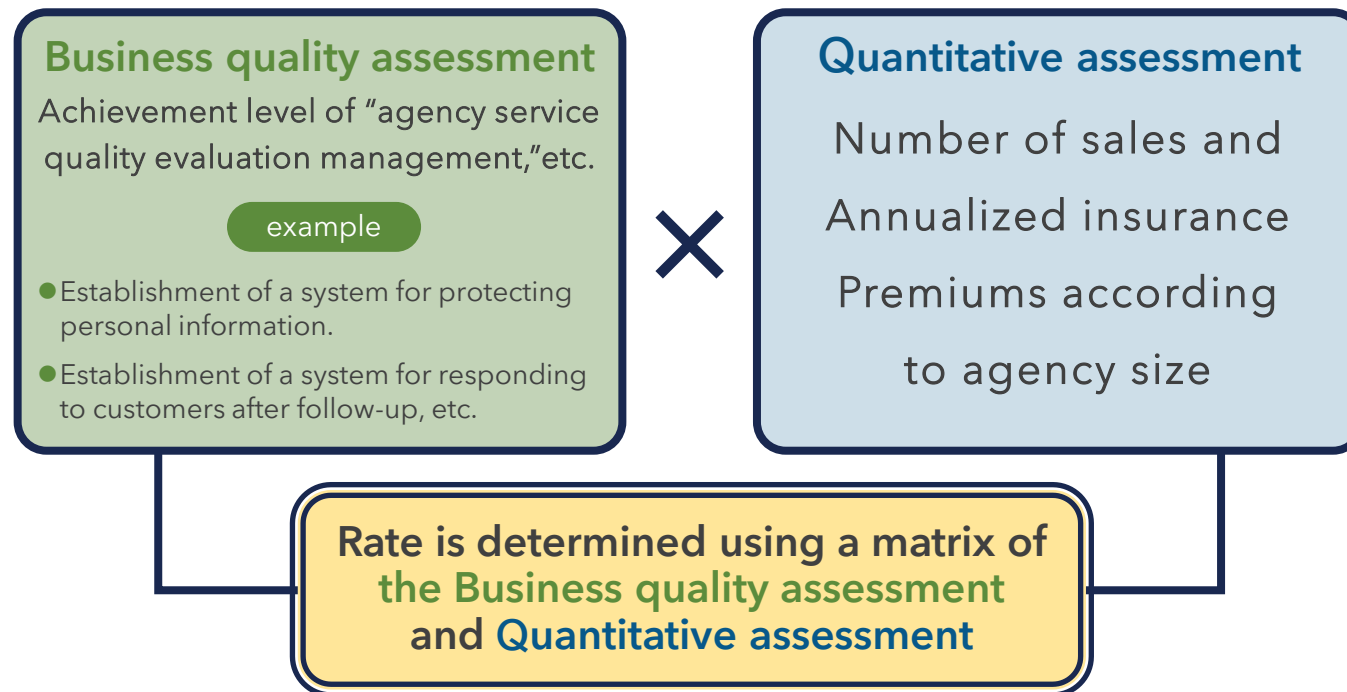 Business quality assessment
Achievement level of “agency service
quality evaluation management,”etc.
example
●Establishment of a system for protecting
personal information.
●Establishment of a system for responding
to customers after follow-up, etc.
×
Quantitative assessment
Number of sales and
Annualized insurance
Premiums according
to agency size
Rate is determined using a matrix of
the Business quality assessment
and Quantitative assessment